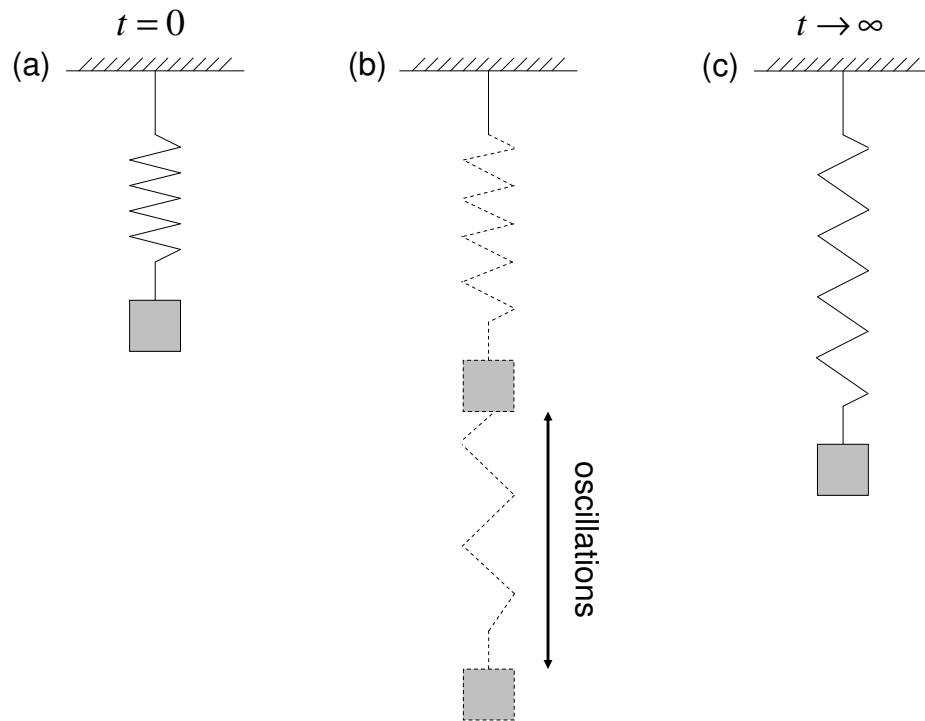 t = 0
t → ∞
(a)
(b)
(c)
oscillations